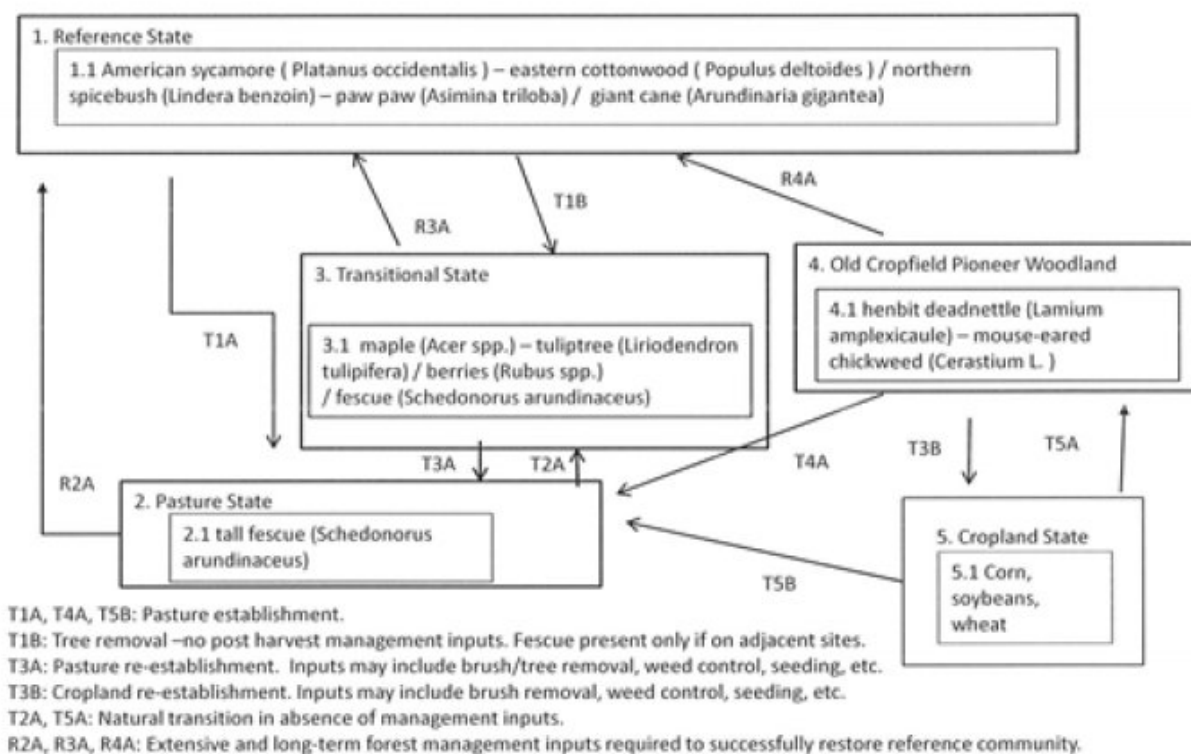 1. Reference State
1.1 American sycamore ( Platanus occidentalis ) – eastern cottonwood ( Populus deltoides ) / northern
spicebush (Lindera benzoin) – paw paw (Asimina triloba) / giant cane (Arundinaria gigantea)
R4A
T1B
R3A
3. Transitional State
4. Old Cropfield Pioneer Woodland
4.1 henbit deadnettle (Lamium
amplexicaule) – mouse-eared
chickweed (Cerastium L. )
T1A
3.1 maple (Acer spp.) – tuliptree (Liriodendron
tulipifera) / berries (Rubus spp.)
/ fescue (Schedonorus arundinaceus)
T3A
T2A
T4A
T3B
T5A
R2A
2. Pasture State
2.1 tall fescue (Schedonorus
arundinaceus)
5. Cropland State
5.1 Corn,
soybeans,
wheat
T5B
T1A, T4A, T5B: Pasture establishment.
T1B: Tree removal –no post harvest management inputs. Fescue present only if on adjacent sites.
T3A: Pasture re-establishment. Inputs may include brush/tree removal, weed control, seeding, etc.
T3B: Cropland re-establishment. Inputs may include brush removal, weed control, seeding, etc.
T2A, T5A: Natural transition in absence of management inputs.
R2A, R3A, R4A: Extensive and long-term forest management inputs required to successfully restore reference community.